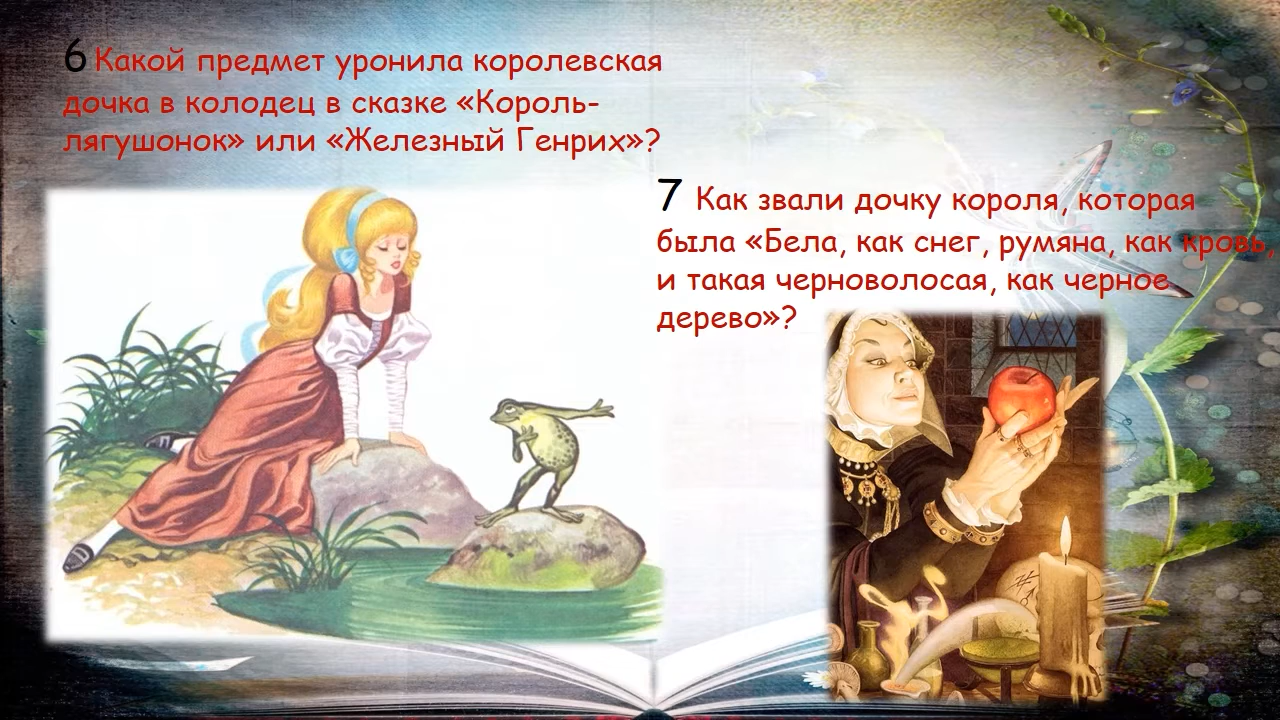 6 Какой предмет уронила королевская
дочка в колодец в сказке «Король-
лягушонок» или «Железный Генрих»?
7 Как звали дочку короля, которая
была «Бела, как снег, румяна, как кровь,
и такая черноволосая, как черное
дерево»?